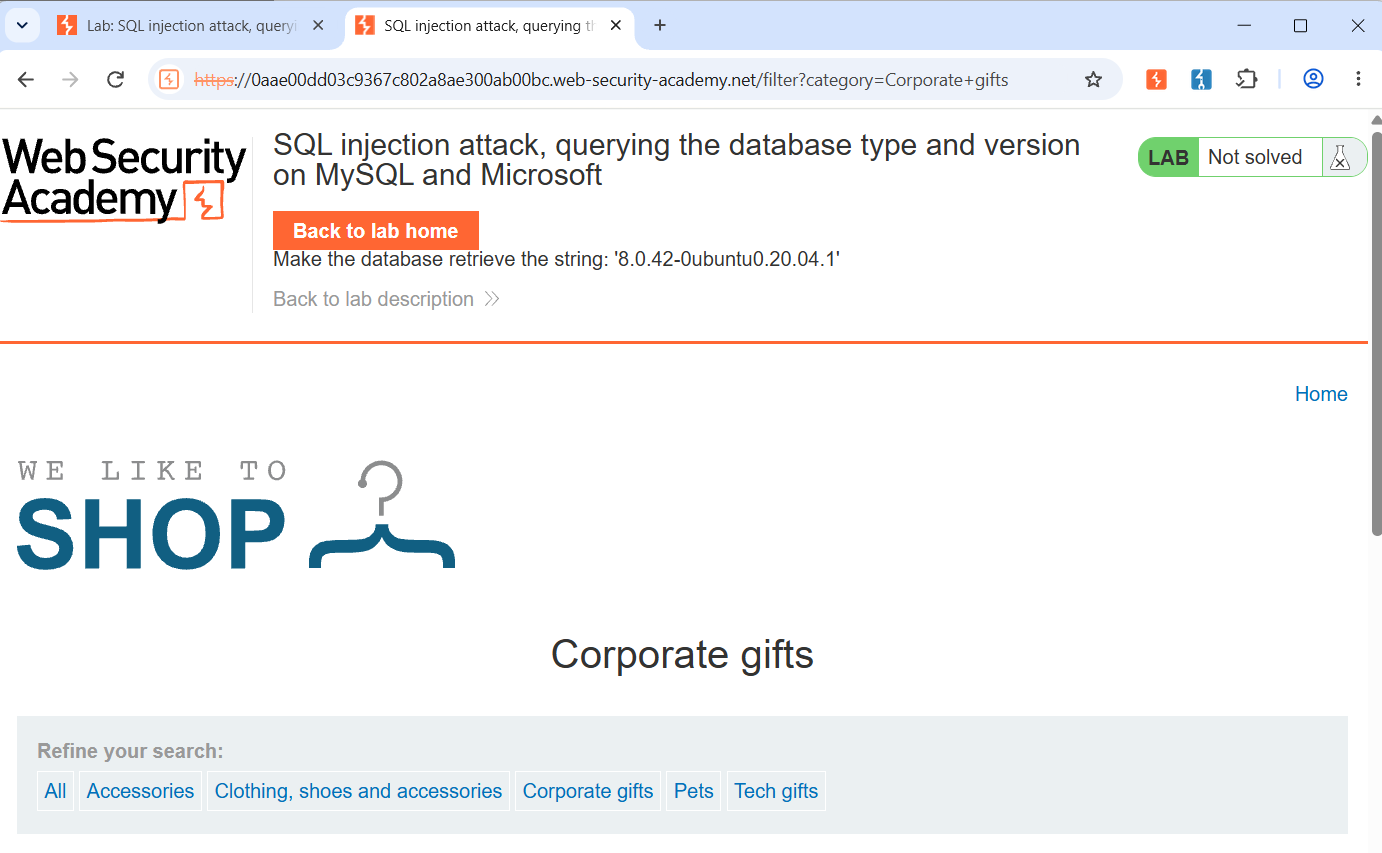 Lab: SQL injection attack, queryi
SQL injection attack, querying th
https://0aae00dd03c9367c802a8ae300ab00bc.web-security-academy.net/filter?category=Corporate+gifts
Web Security
Academy
SQL injection attack, querying the database type and version
on MySQL and Microsoft
LAB Not solved
Back to lab home
Make the database retrieve the string: '8.0.42-0ubuntu0.20.04.1'
Back to lab description
Home
WE LIKE TO
SHOP
Corporate gifts
Refine your search:
All Accessories Clothing, shoes and accessories Corporate gifts Pets Tech gifts